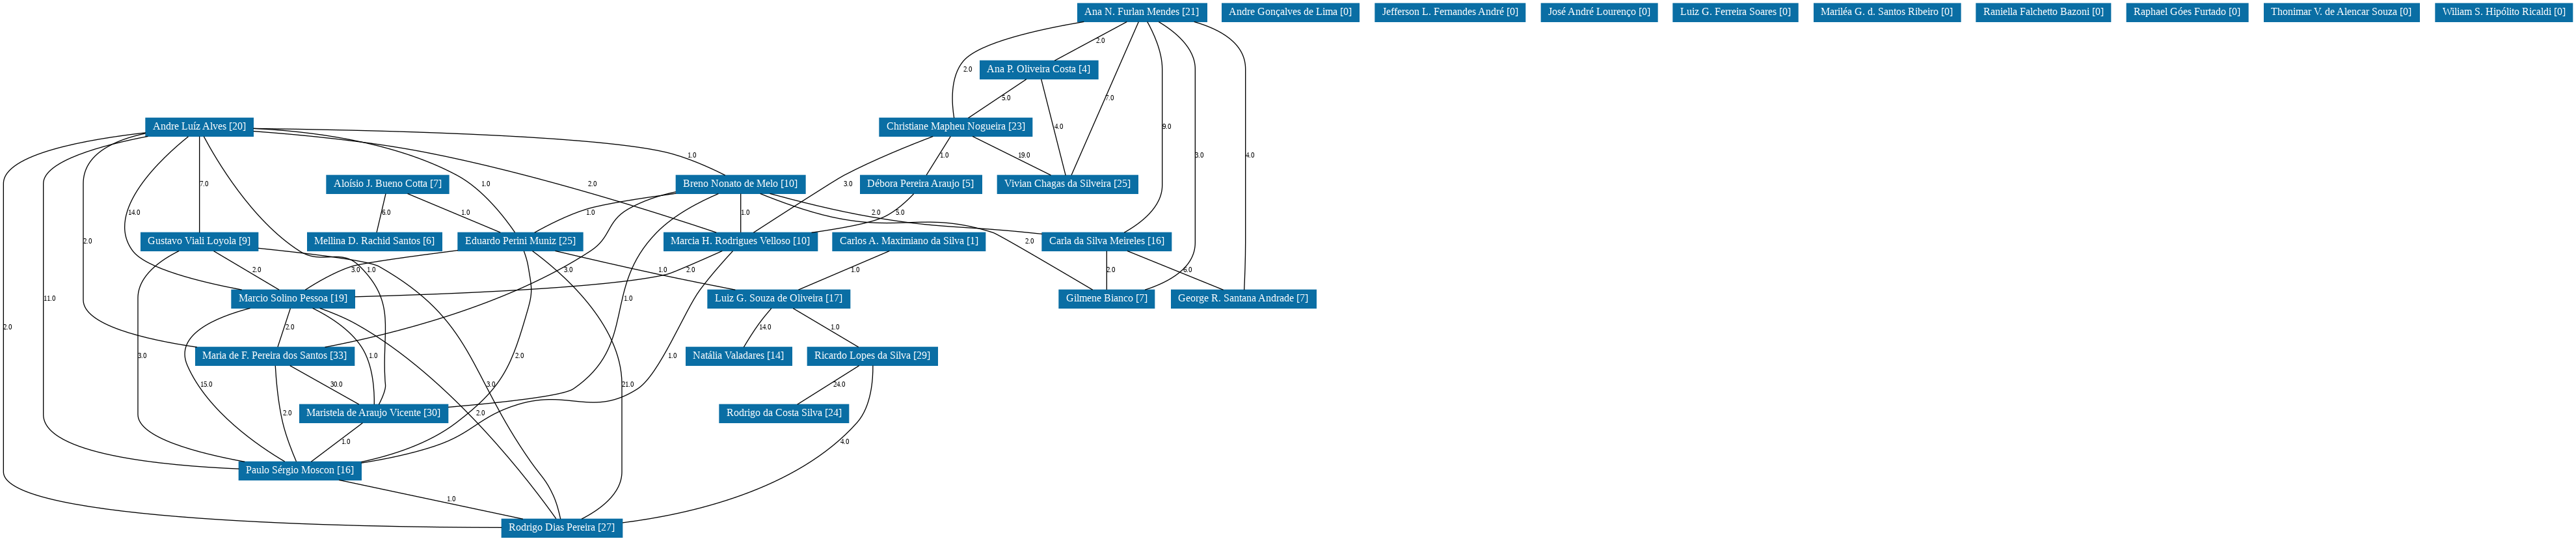 Ana N. Furlan Mendes [21]
Andre Gonçalves de Lima [0]
Jefferson L. Fernandes André [0]
José André Lourenço [0]
Luiz G. Ferreira Soares [0]
Mariléa G. d. Santos Ribeiro [0]
Raniella Falchetto Bazoni [0]
Raphael Góes Furtado [0]
Thonimar V. de Alencar Souza [0]
Wiliam S. Hipólito Ricaldi [0]
2.0
2.0
Ana P. Oliveira Costa [4]
5.0
7.0
Andre Luíz Alves [20]
Christiane Mapheu Nogueira [23]
4.0
9.0
1.0
1.0
19.0
3.0
4.0
7.0
Aloísio J. Bueno Cotta [7]
1.0
2.0
Breno Nonato de Melo [10]
3.0
Débora Pereira Araujo [5]
Vivian Chagas da Silveira [25]
14.0
6.0
1.0
1.0
1.0
2.0
5.0
2.0
Gustavo Viali Loyola [9]
Mellina D. Rachid Santos [6]
Eduardo Perini Muniz [25]
Marcia H. Rodrigues Velloso [10]
Carlos A. Maximiano da Silva [1]
Carla da Silva Meireles [16]
2.0
2.0
3.0
1.0
3.0
1.0
2.0
1.0
2.0
6.0
11.0
Marcio Solino Pessoa [19]
1.0
Luiz G. Souza de Oliveira [17]
Gilmene Bianco [7]
George R. Santana Andrade [7]
2.0
2.0
14.0
1.0
3.0
Maria de F. Pereira dos Santos [33]
1.0
2.0
1.0
Natália Valadares [14]
Ricardo Lopes da Silva [29]
15.0
30.0
3.0
21.0
24.0
2.0
Maristela de Araujo Vicente [30]
2.0
Rodrigo da Costa Silva [24]
1.0
4.0
Paulo Sérgio Moscon [16]
1.0
Rodrigo Dias Pereira [27]